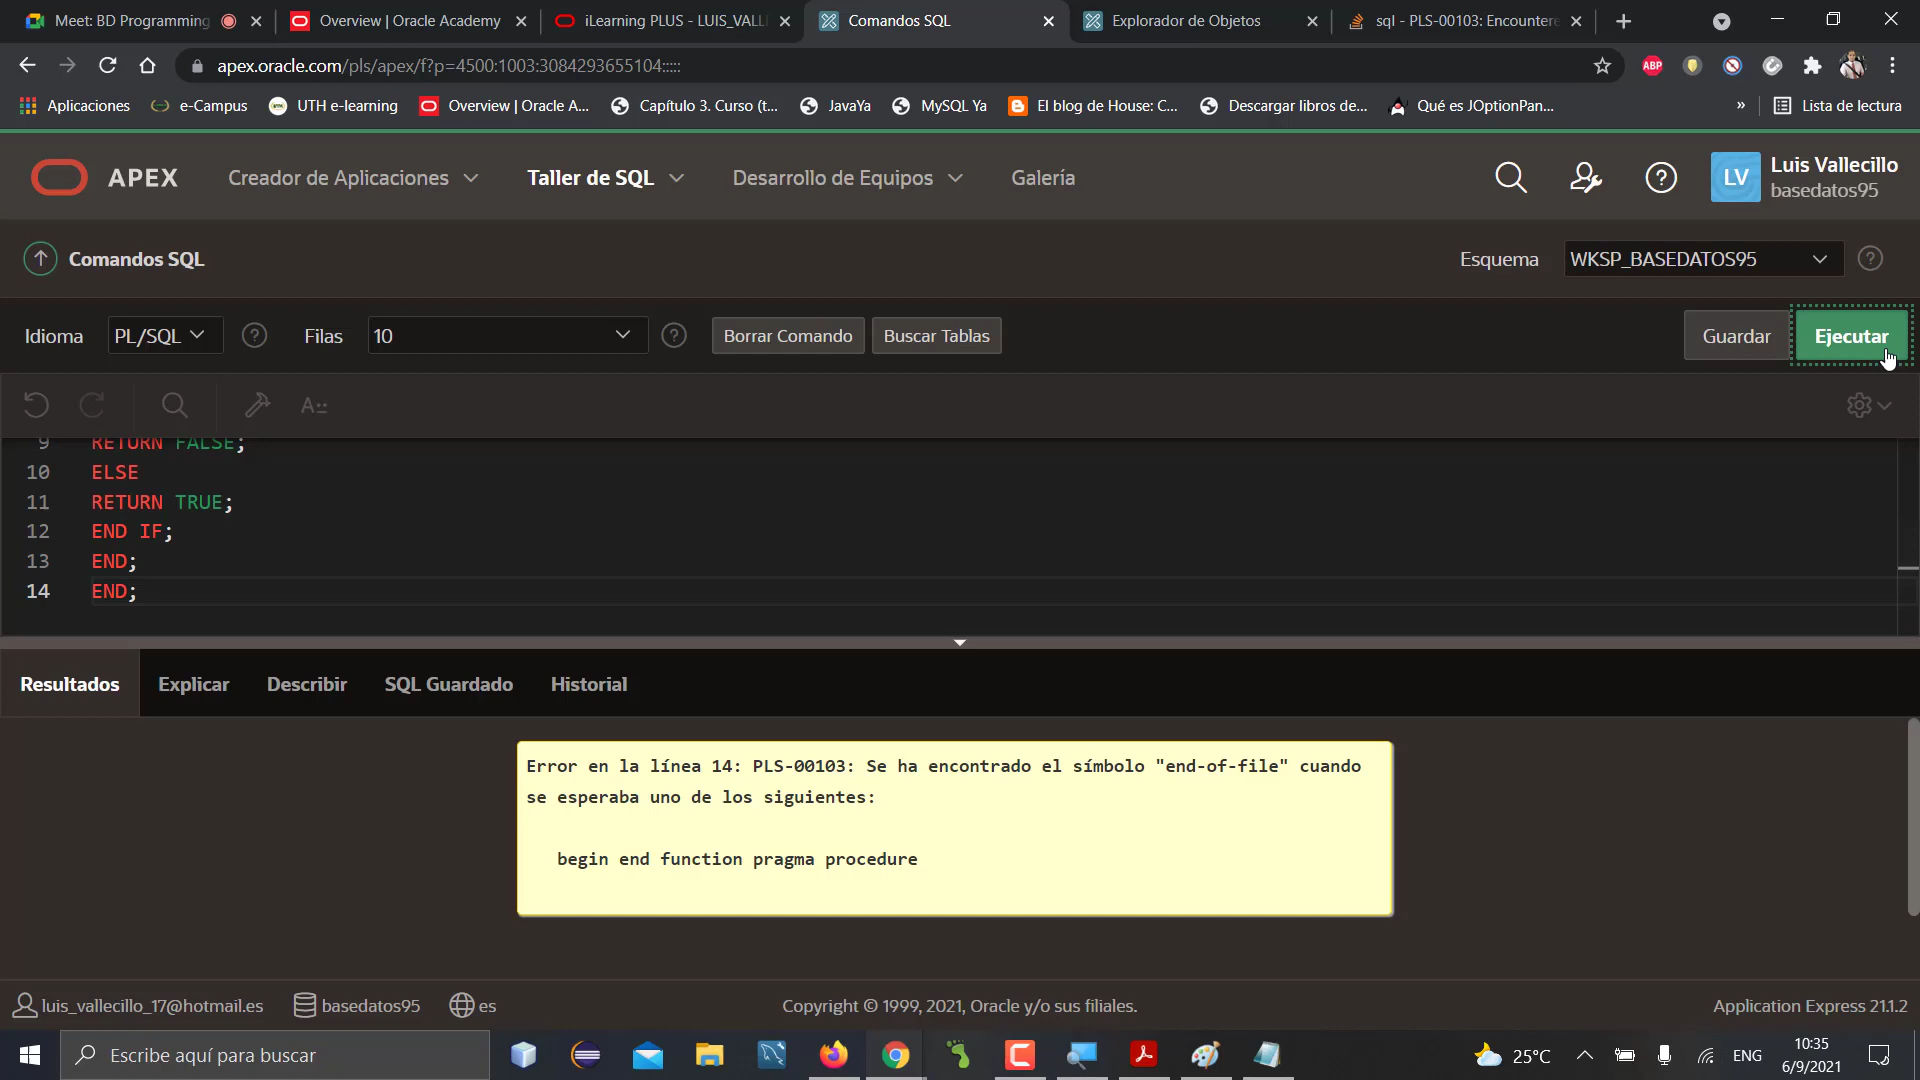 Meet: BD Programming
Overview | Oracle Academy
iLearning PLUS - LUIS_VALL
Comandos SQL
Explorador de Objetos
sql - PLS-00103: Encountere
apex.oracle.com/pls/apex/f?p=4500:1003:3084293655104:::::
ABP
Aplicaciones
e-Campus
UTH e-learning
Overview | Oracle A...
Capítulo 3. Curso (t...
JavaYa
MySQL Ya
El blog de House: C...
Descargar libros de...
Qué es JOptionPan...
»
Lista de lectura
APEX
Creador de Aplicaciones
Taller de SQL
Desarrollo de Equipos
Galería
LV
Luis Vallecillo
basedatos95
Comandos SQL
Esquema
WKSP_BASEDATOS95
Idioma
PL/SQL
Filas
10
Borrar Comando
Buscar Tablas
Guardar
Ejecutar
9 RETURN FALSE;
10 ELSE
11 RETURN TRUE;
12 END IF;
13 END;
14 END;
Resultados
Explicar
Describir
SQL Guardado
Historial
Error en la línea 14: PLS-00103: Se ha encontrado el símbolo "end-of-file" cuando
se esperaba uno de los siguientes:
begin end function pragma procedure
luis_vallecillo_17@hotmail.es
basedatos95
es
Copyright © 1999, 2021, Oracle y/o sus filiales.
Application Express 21.1.2
Escribe aquí para buscar
25°C
ENG
10:35
6/9/2021